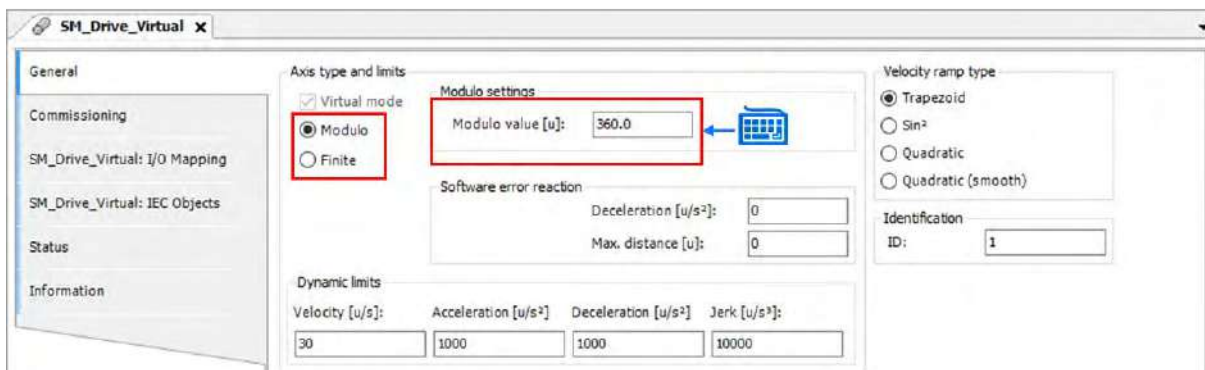 SM_Drive_Virtual X
General
Commissioning
SM_Drive_Virtual: I/O Mapping
SM_Drive_Virtual: IEC Objects
Status
Information
Axis type and limits
Virtual mode
Modulo
Finite
Modulo settings
Modulo value [u]: 360.0
Software error reaction
Deceleration [u/s²]: 0
Max. distance [u]: 0
Dynamic limits
Velocity [u/s]: Acceleration [u/s²] Deceleration [u/s²] Jerk [u/s³]:
30 1000 1000 10000
Velocity ramp type
Trapezoid
Sin²
Quadratic
Quadratic (smooth)
Identification
ID: 1